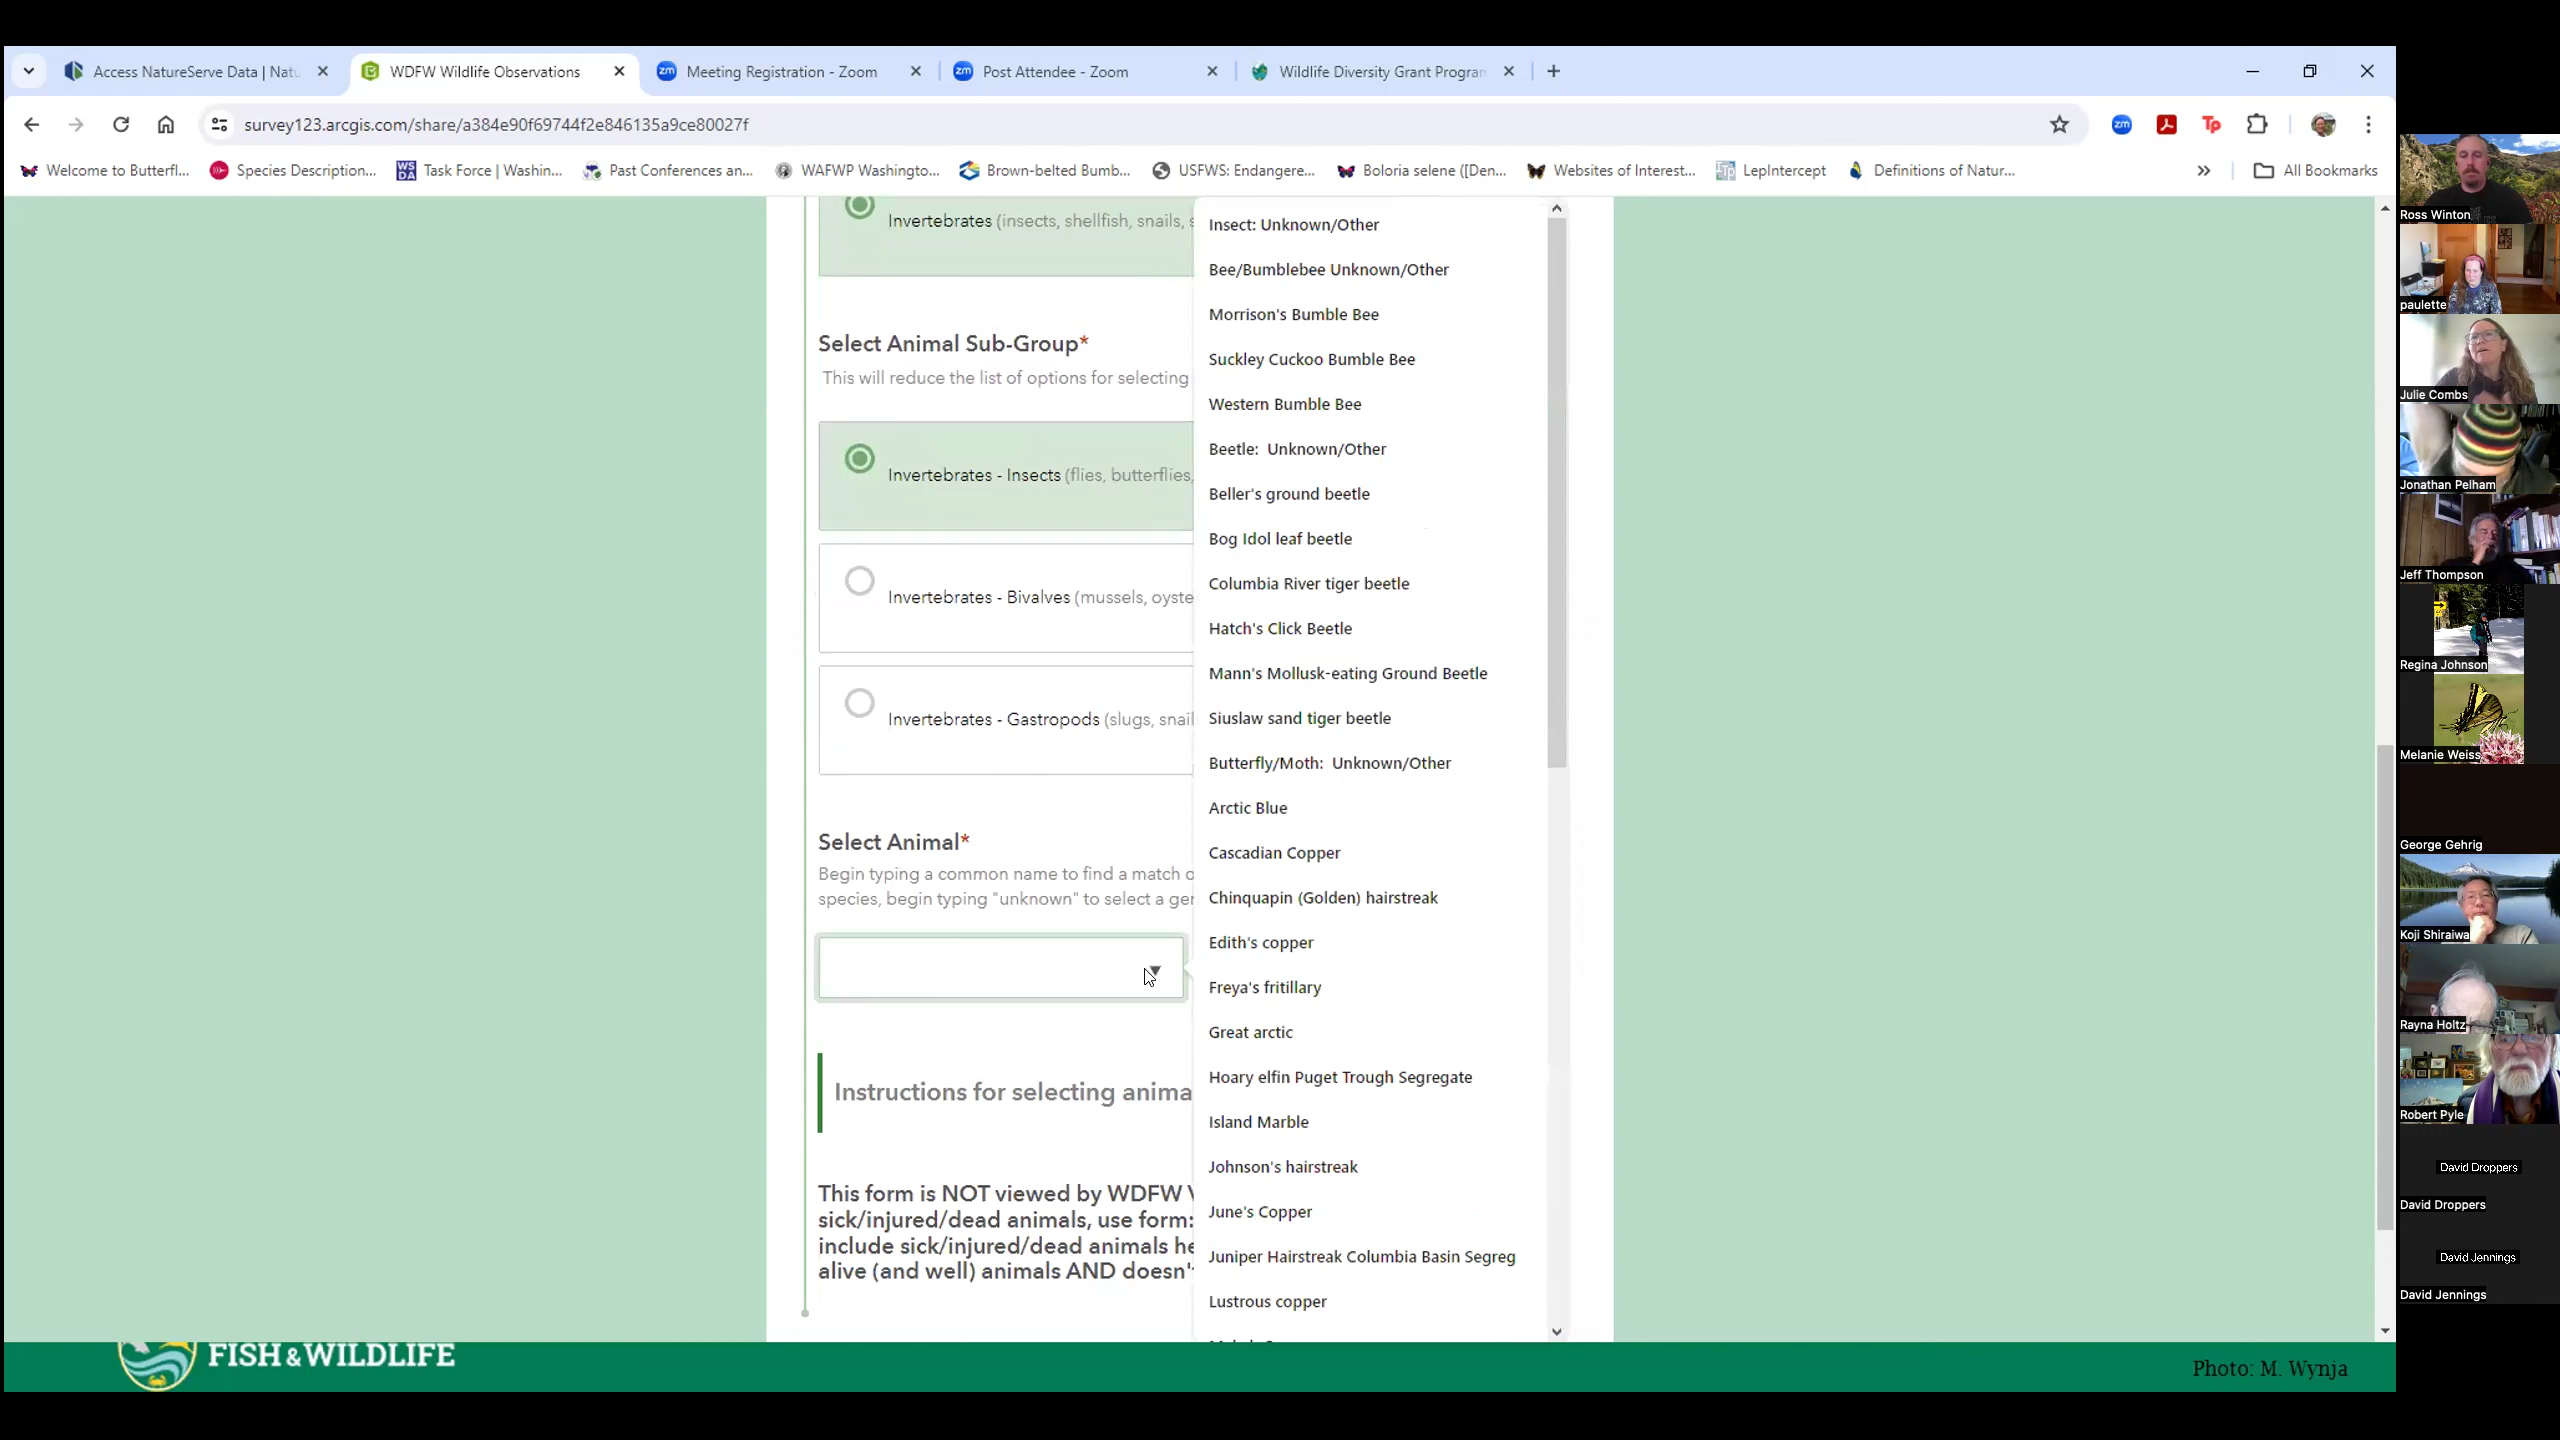 Access NatureServe Data | Natu
WDFW Wildlife Observations
Meeting Registration - Zoom
Post Attendee - Zoom
Wildlife Diversity Grant Program
survey123.arcgis.com/share/a384e90f69744f2e846135a9ce80027f
Welcome to Butterfl...
Species Description...
Task Force | Washin...
Past Conferences an...
WAFWP Washingto...
Brown-belted Bumb...
USFWS: Endangere...
Boloria selene ([Den...
Websites of Interest...
LepIntercept
Definitions of Natur...
All Bookmarks
Invertebrates (insects, shellfish, snails, s
Select Animal Sub-Group*
This will reduce the list of options for selecting
Invertebrates - Insects (flies, butterflies,
Invertebrates - Bivalves (mussels, oyste
Invertebrates - Gastropods (slugs, snail
Select Animal*
Begin typing a common name to find a match o
species, begin typing "unknown" to select a ger
Instructions for selecting anima
This form is NOT viewed by WDFW V
sick/injured/dead animals, use form:
include sick/injured/dead animals he
alive (and well) animals AND doesn't
Insect: Unknown/Other
Bee/Bumblebee Unknown/Other
Morrison's Bumble Bee
Suckley Cuckoo Bumble Bee
Western Bumble Bee
Beetle: Unknown/Other
Beller's ground beetle
Bog Idol leaf beetle
Columbia River tiger beetle
Hatch's Click Beetle
Mann's Mollusk-eating Ground Beetle
Siuslaw sand tiger beetle
Butterfly/Moth: Unknown/Other
Arctic Blue
Cascadian Copper
Chinquapin (Golden) hairstreak
Edith's copper
Freya's fritillary
Great arctic
Hoary elfin Puget Trough Segregate
Island Marble
Johnson's hairstreak
June's Copper
Juniper Hairstreak Columbia Basin Segreg
Lustrous copper
FISH & WILDLIFE
Photo: M. Wynja
Ross Winton
paulette
Julie Combs
Jonathan Pelham
Jeff Thompson
Regina Johnson
Melanie Weiss
George Gehrig
Koji Shiraiwa
Rayna Holtz
Robert Pyle
David Droppers
David Droppers
David Jennings
David Jennings